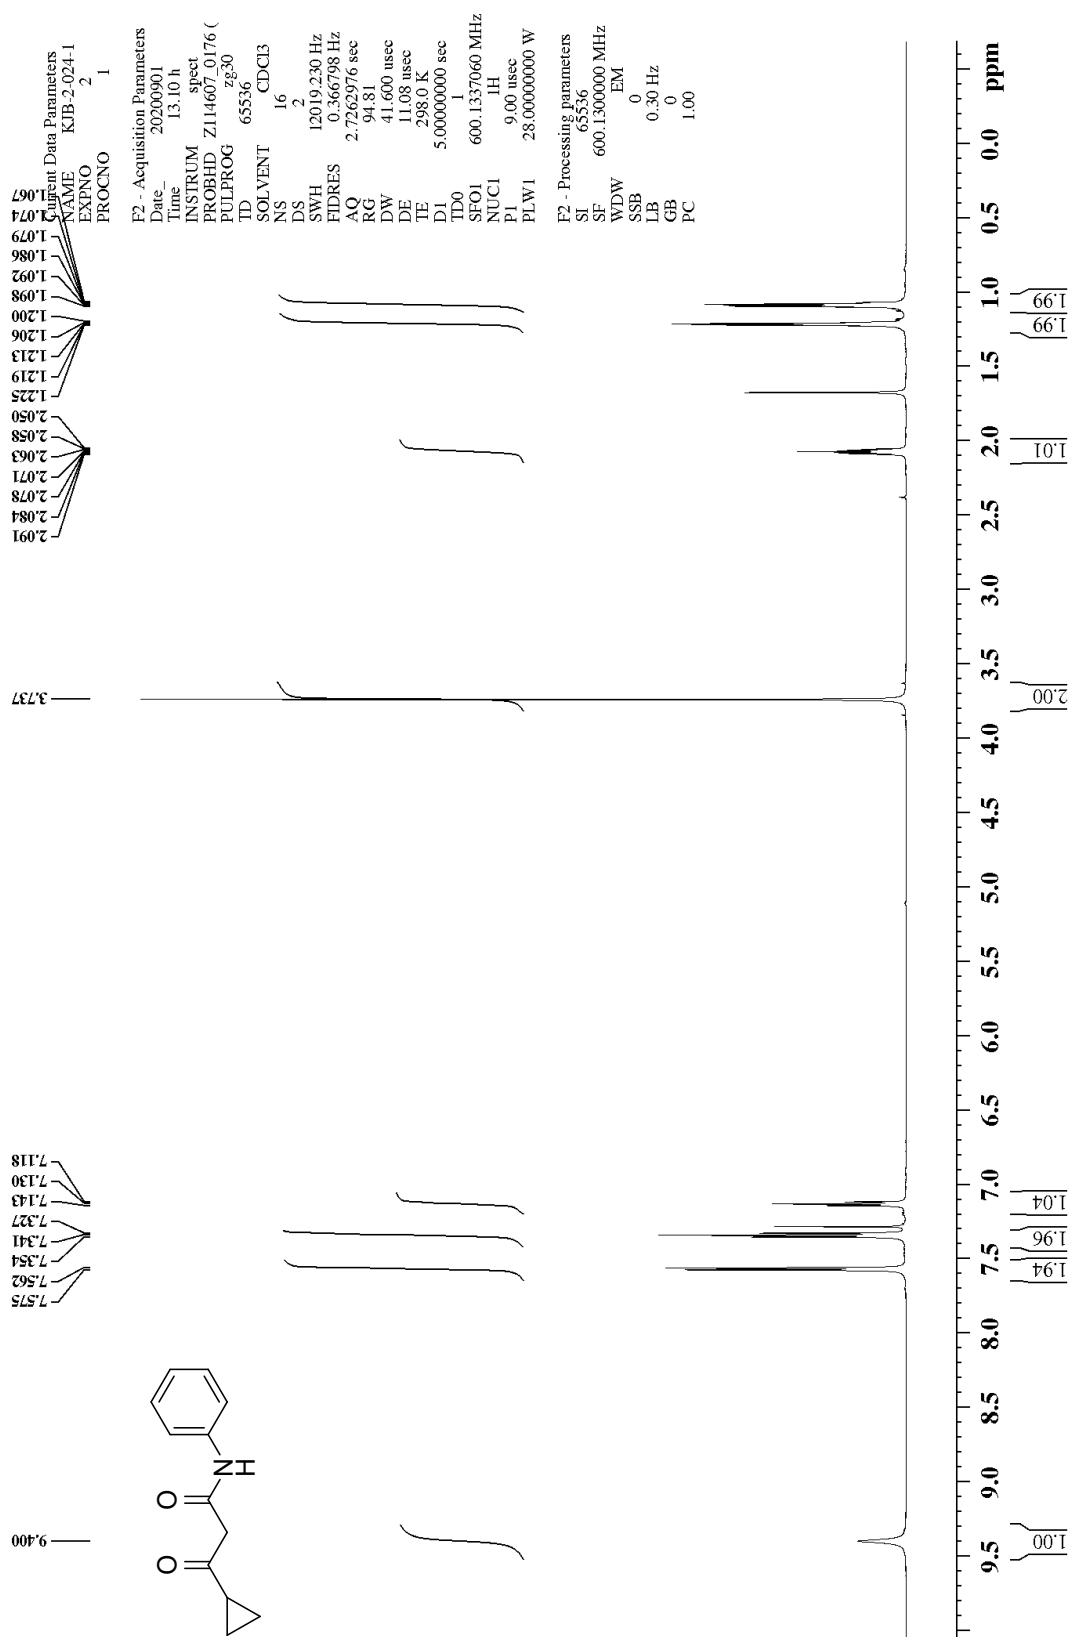 Current Data Parameters
NAME KJB-2-024-1
EXPNO 2
PROCNO 1
F2 - Acquisition Parameters
Date_ 20200901
Time 13.10 h
INSTRUM spect
PROBHD Z114607_0176 (
PULPROG zg30
TD 65536
SOLVENT CDCl3
NS 16
DS 2
SWH 12019.230 Hz
FIDRES 0.366798 Hz
AQ 2.7262976 sec
RG 94.81
DW 41.600 usec
DE 11.08 usec
TE 298.0 K
D1 5.00000000 sec
TD0 1
SFO1 600.1337060 MHz
NUC1 1H
P1 9.00 usec
PLW1 28.00000000 W
F2 - Processing parameters
SI 65536
SF 600.1300000 MHz
WDW EM
SSB 0
LB 0.30 Hz
GB 0
PC 1.00
9.400
7.575
7.562
7.354
7.341
7.327
7.143
7.130
7.118
3.737
2.091
2.084
2.078
2.071
2.063
2.058
2.050
1.225
1.219
1.213
1.206
1.200
1.098
1.092
1.086
1.079
1.074
1.067
O
O
N
H
9.5 9.0 8.5 8.0 7.5 7.0 6.5 6.0 5.5 5.0 4.5 4.0 3.5 3.0 2.5 2.0 1.5 1.0 0.5 0.0 ppm
1.00
1.94
1.96
1.04
2.00
1.01
1.99
1.99